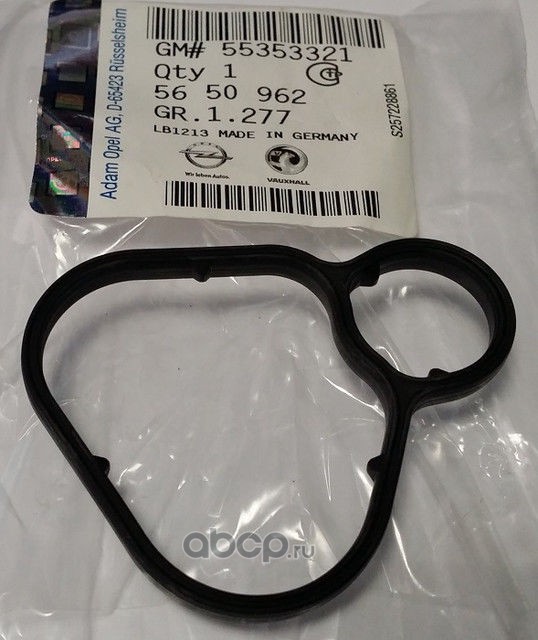 GM# 55353321
Qty 1
56 50 962
GR.1.277
LB1213 MADE IN GERMANY
Wir leben Autos.
VAUXHALL
Adam Opel AG, D-65423 Rüsselsheim
S257228861
abcp.ru